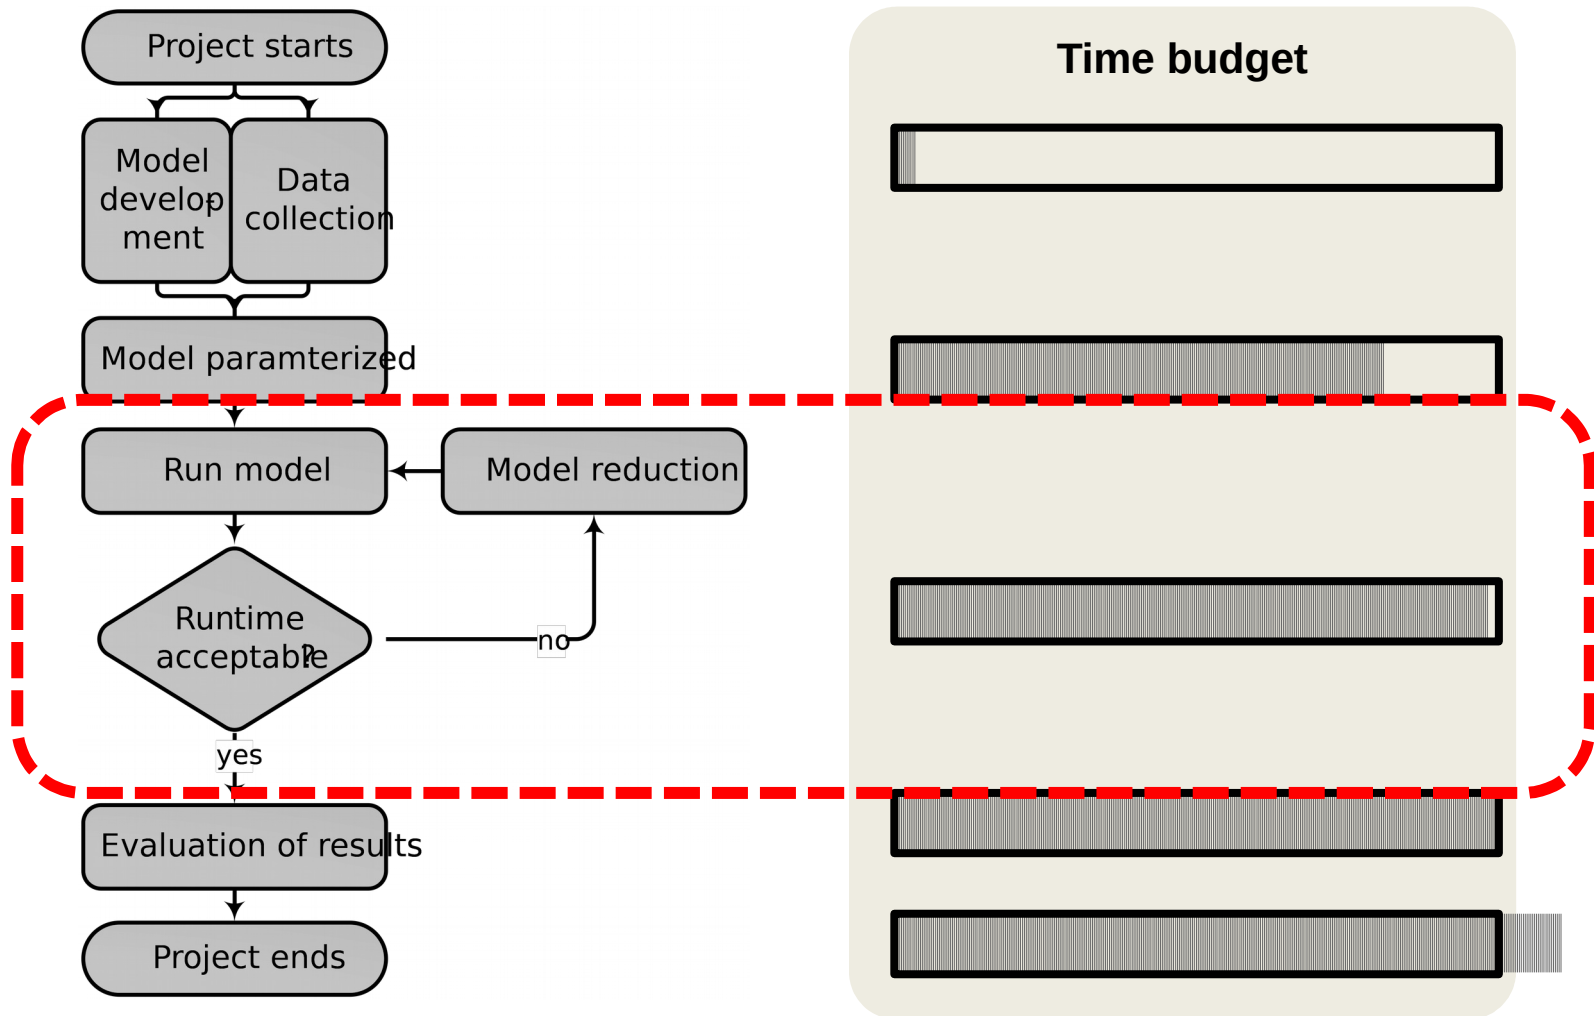 Project starts
Time budget
Model
develop-
ment
Data
collection
Model paramterized
Run model
Model reduction
Runtime
acceptable?
no
yes
Evaluation of results
Project ends